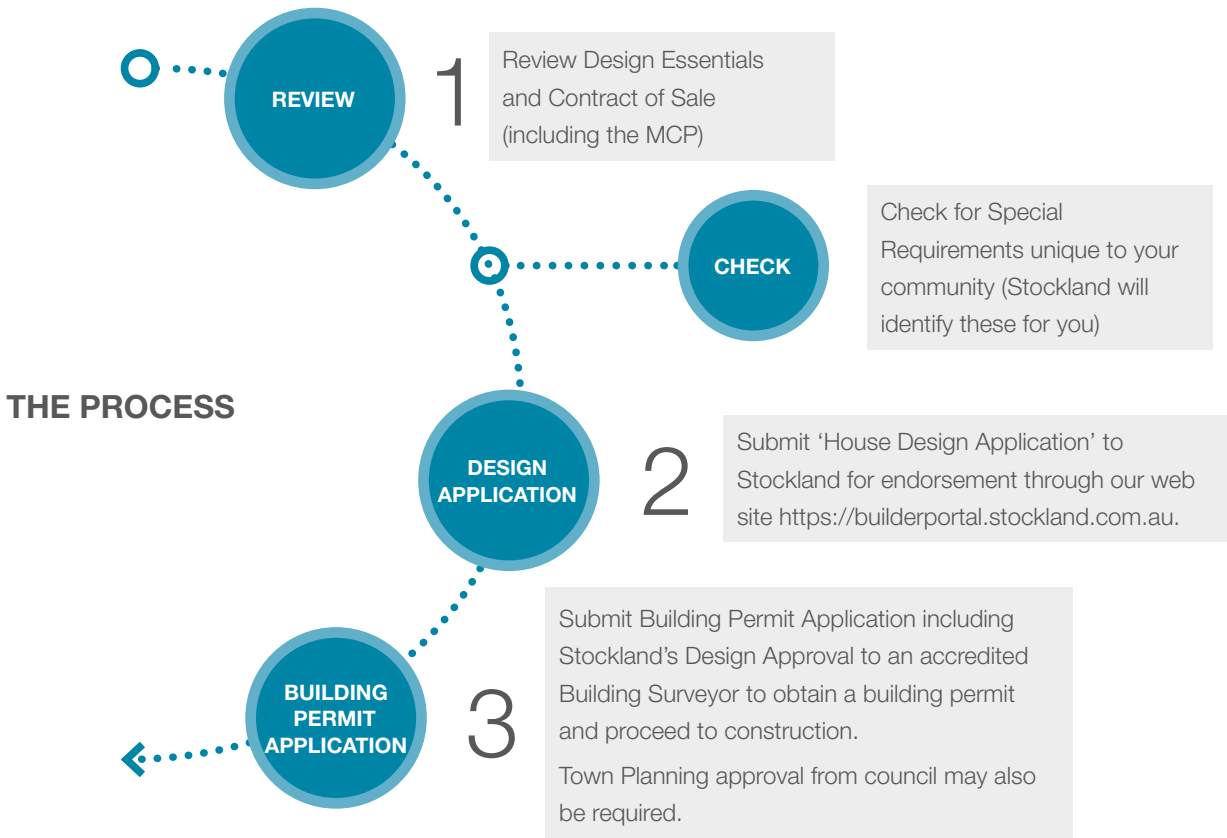 REVIEW
1
Review Design Essentials
and Contract of Sale
(including the MCP)
CHECK
Check for Special
Requirements unique to your
community (Stockland will
identify these for you)
THE PROCESS
DESIGN
APPLICATION
2
Submit ‘House Design Application’ to
Stockland for endorsement through our web
site https://builderportal.stockland.com.au.
BUILDING
PERMIT
APPLICATION
3
Submit Building Permit Application including
Stockland’s Design Approval to an accredited
Building Surveyor to obtain a building permit
and proceed to construction.
Town Planning approval from council may also
be required.